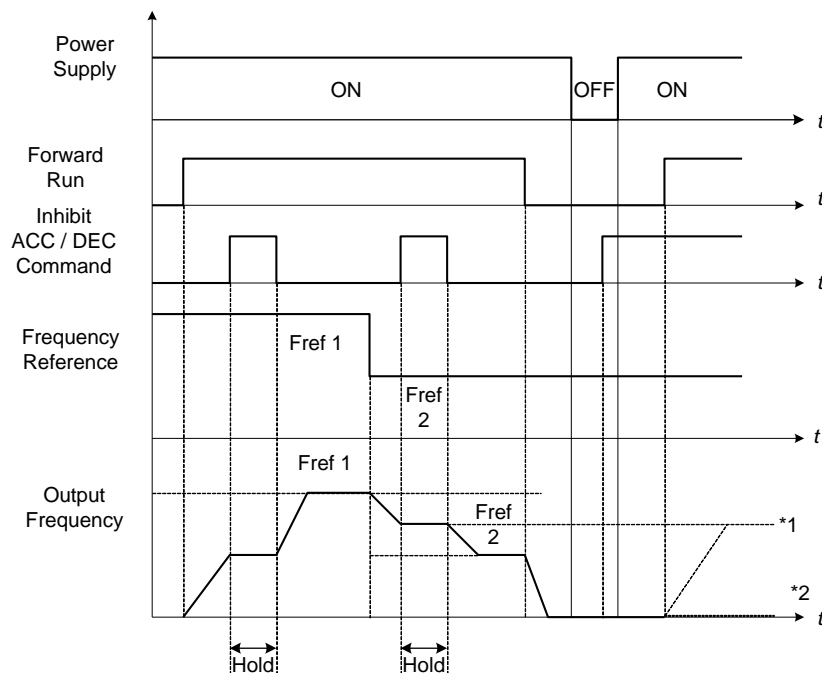 Power
Supply
ON
OFF
ON
t
Forward
Run
t
Inhibit
ACC / DEC
Command
t
Frequency
Reference
Fref 1
Fref
2
t
Output
Frequency
Fref 1
Fref
2
*1
*2
t
Hold
Hold